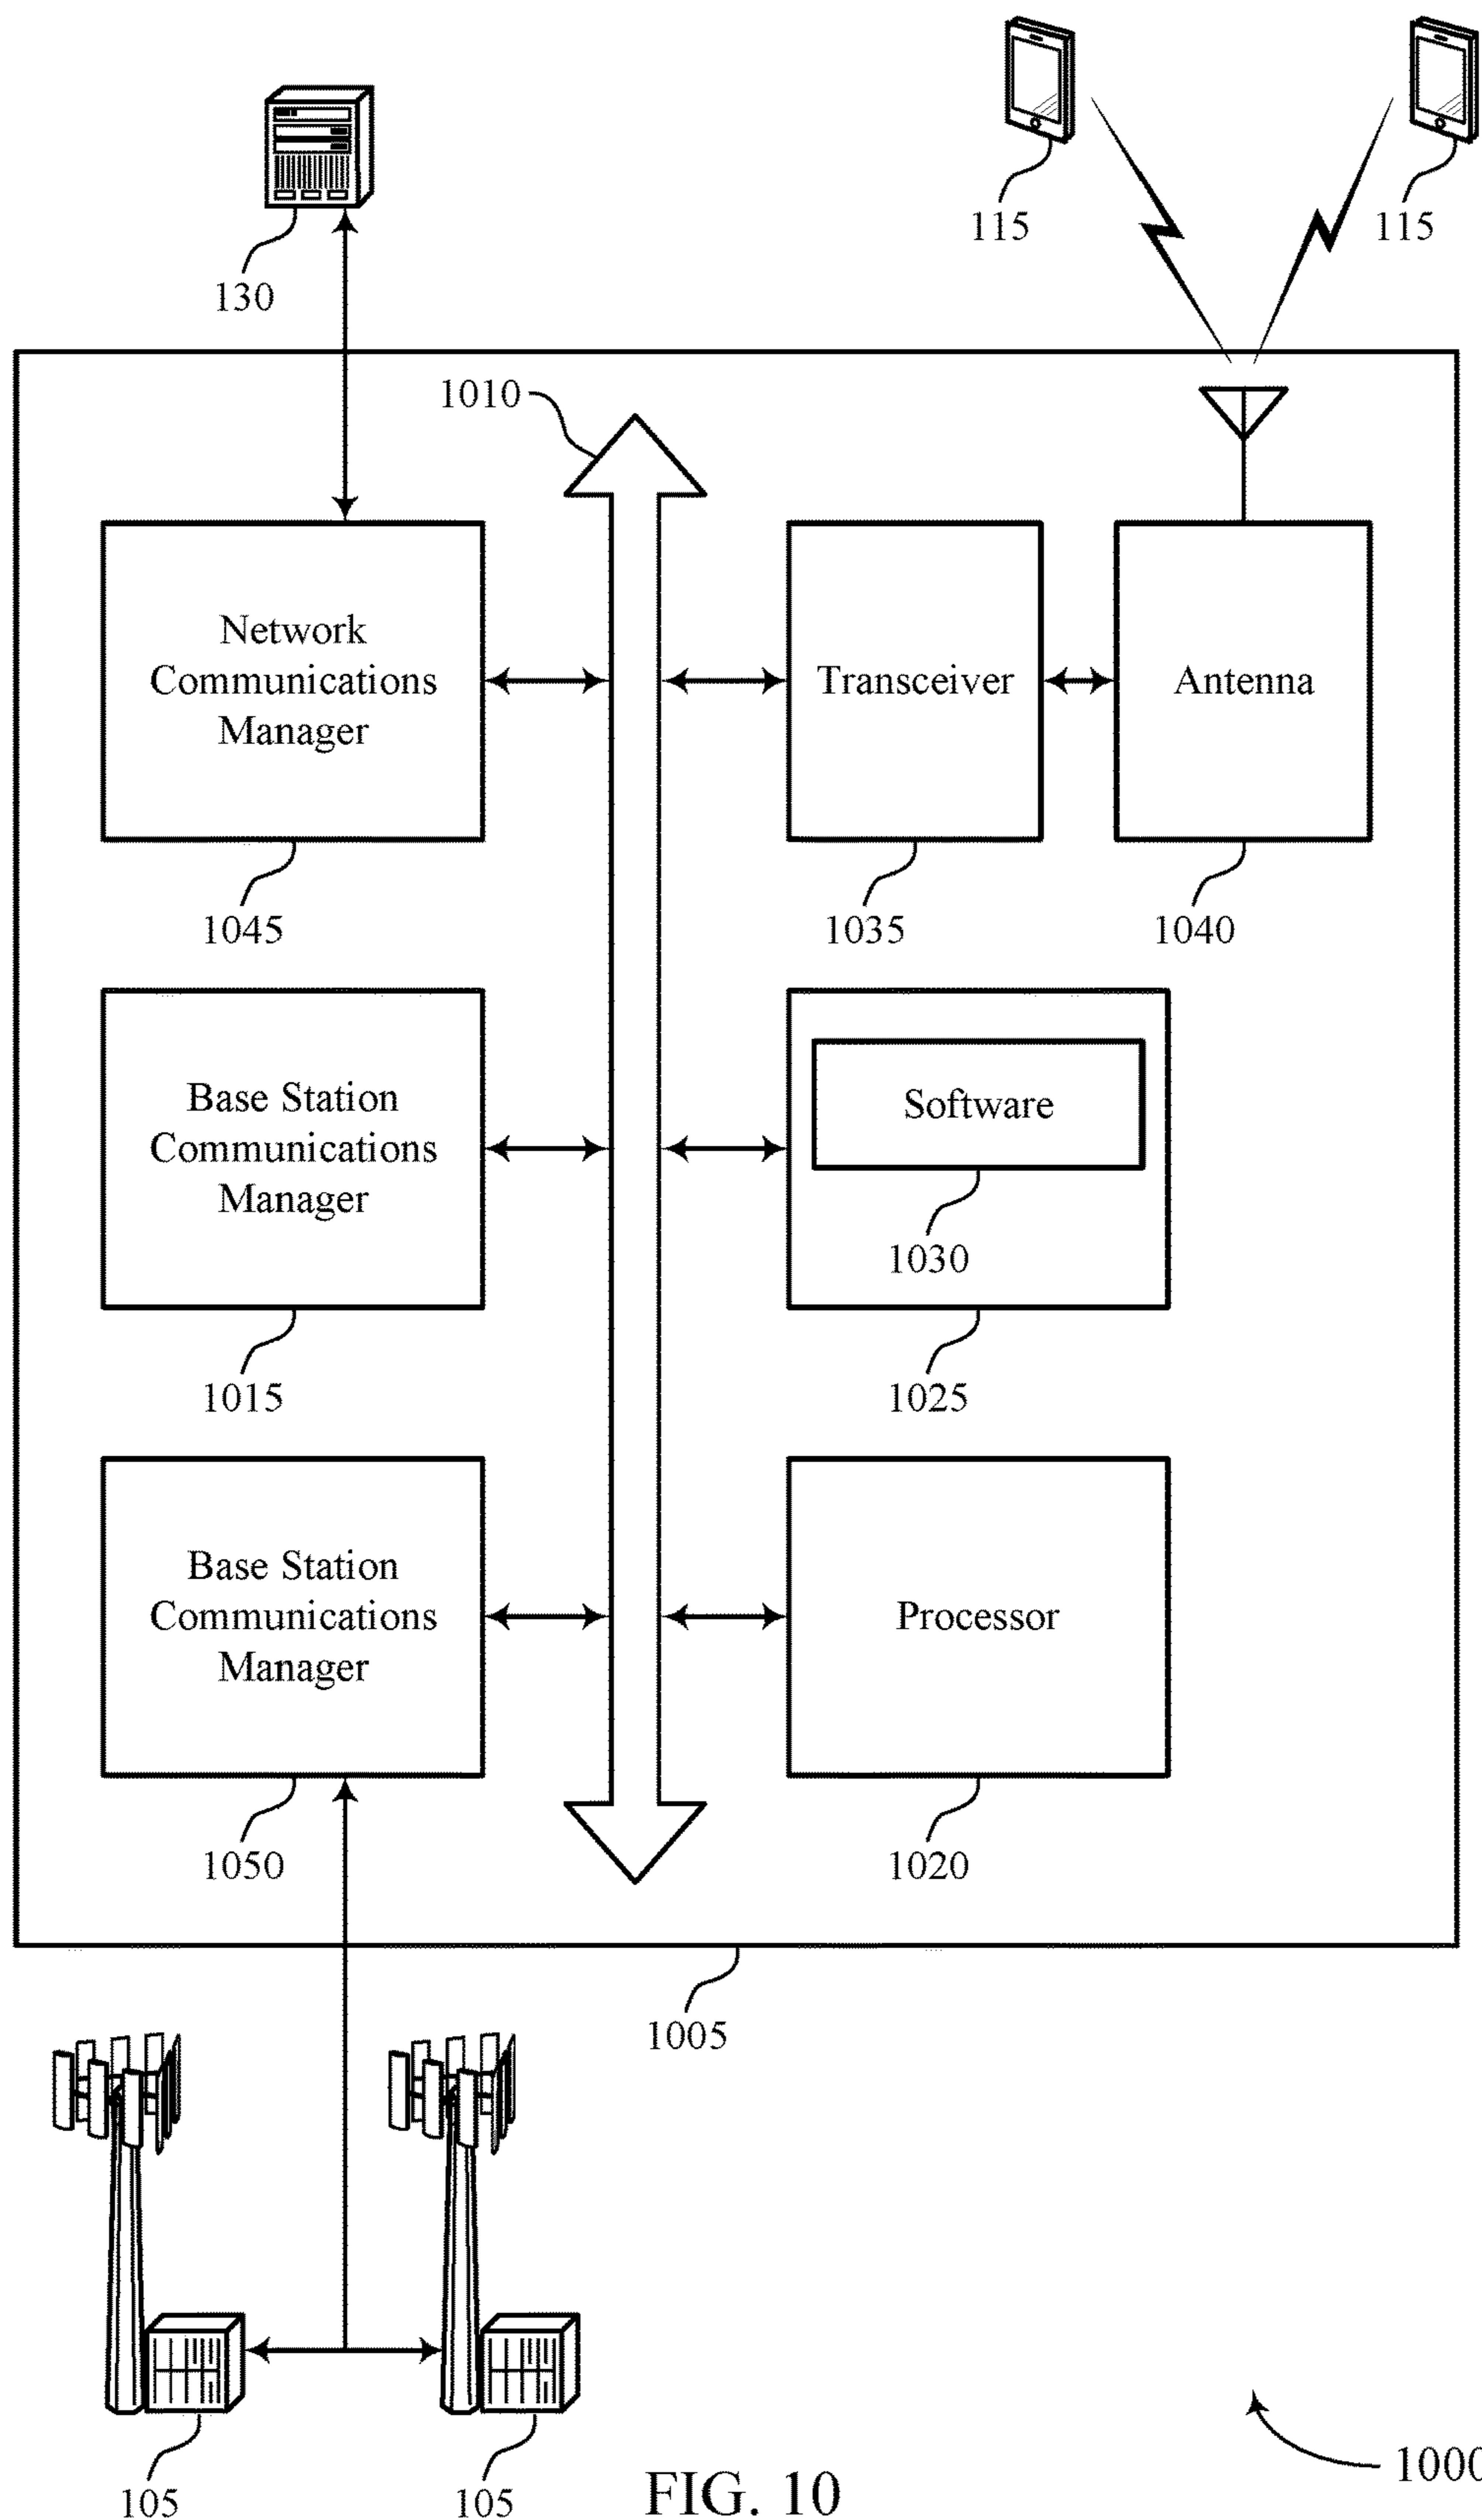 115
115
130
1010
Network
Communications
Manager
Transceiver
Antenna
1045
1035
1040
Base Station
Communications
Manager
Software
1030
1015
1025
Base Station
Communications
Manager
Processor
1050
1020
1005
105
105
FIG. 10
1000